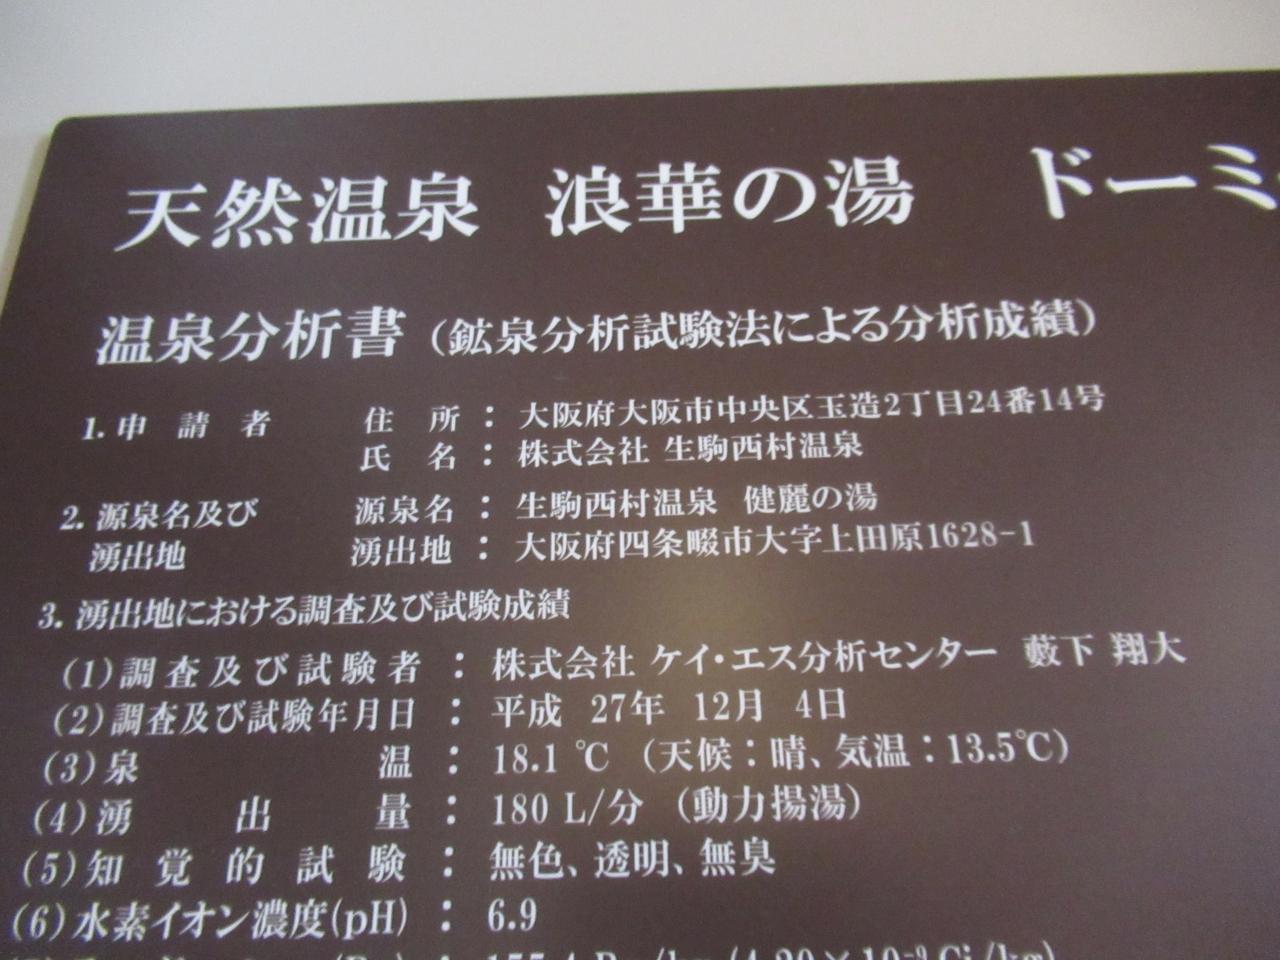 天然温泉 浪華の湯 ドーミ
温泉分析書（鉱泉分析試験法による分析成績）
1. 申請者 住所：大阪府大阪市中央区玉造2丁目24番14号
氏名：株式会社 生駒西村温泉
2. 源泉名及び 源泉名：生駒西村温泉 健麗の湯
湧出地 湧出地：大阪府四条畷市大字上田原1628-1
3. 湧出地における調査及び試験成績
(1)調査及び試験者：株式会社 ケイ・エス分析センター 藪下 翔大
(2)調査及び試験年月日：平成 27年 12月 4日
(3)泉温：18.1 ℃（天候：晴、気温：13.5℃）
(4)湧出量：180 L/分（動力揚湯）
(5)知覚的試験：無色、透明、無臭
(6)水素イオン濃度(pH)：6.9